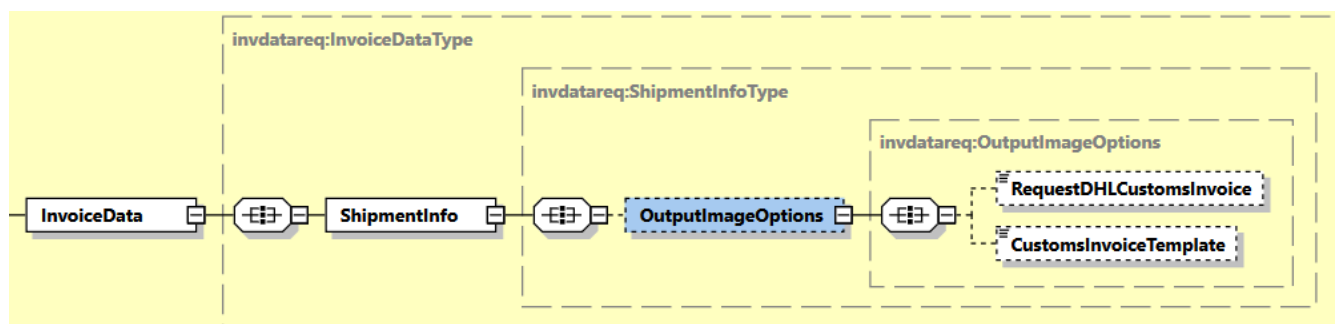 invdatareq:InvoiceDataType
invdatareq:ShipmentInfoType
invdatareq:OutputImageOptions
RequestDHLCustomsInvoice
InvoiceData
ShipmentInfo
OutputImageOptions
CustomsInvoiceTemplate